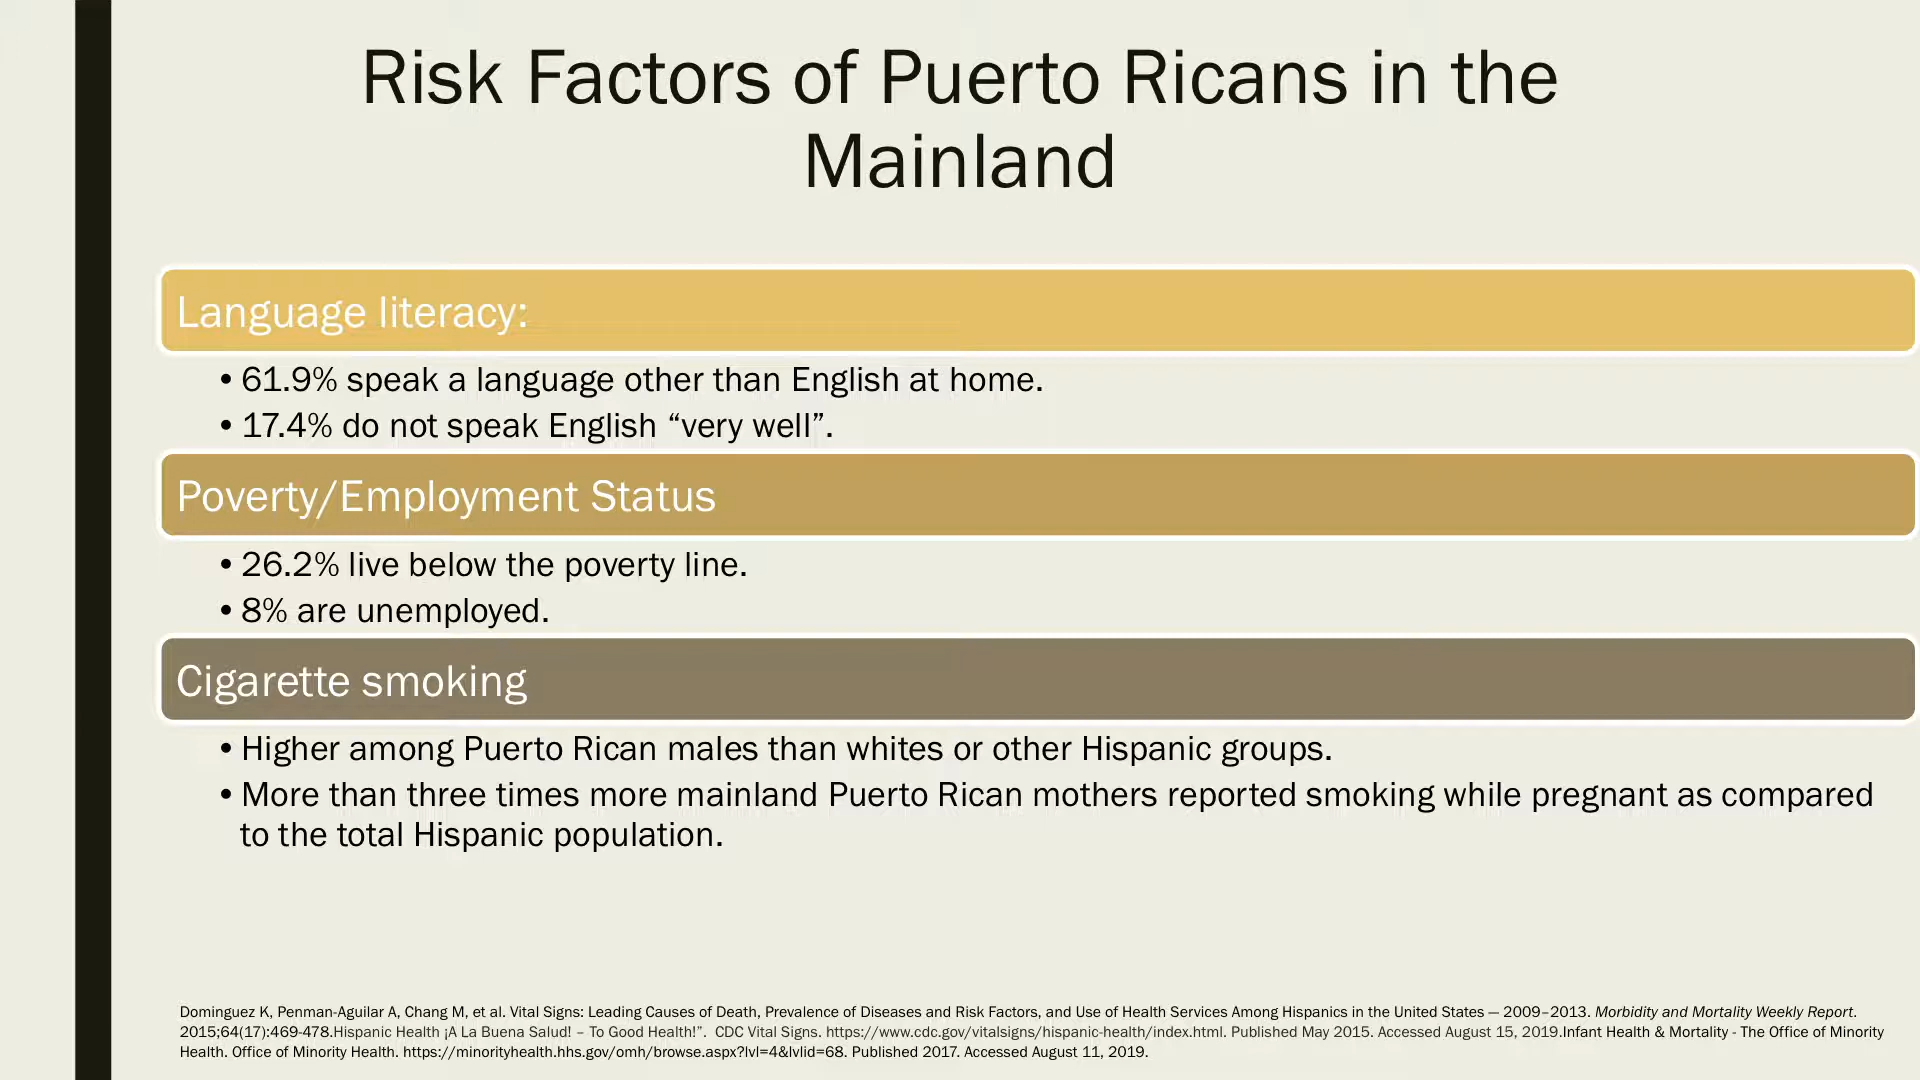 Risk Factors of Puerto Ricans in the
Mainland
Language literacy:
• 61.9% speak a language other than English at home.
• 17.4% do not speak English “very well”.
Poverty/Employment Status
• 26.2% live below the poverty line.
• 8% are unemployed.
Cigarette smoking
• Higher among Puerto Rican males than whites or other Hispanic groups.
• More than three times more mainland Puerto Rican mothers reported smoking while pregnant as compared
to the total Hispanic population.
Dominguez K, Penman-Aguilar A, Chang M, et al. Vital Signs: Leading Causes of Death, Prevalence of Diseases and Risk Factors, and Use of Health Services Among Hispanics in the United States — 2009–2013. Morbidity and Mortality Weekly Report.
2015;64(17):469-478.Hispanic Health ¡A La Buena Salud! – To Good Health!”.  CDC Vital Signs. https://www.cdc.gov/vitalsigns/hispanic-health/index.html. Published May 2015. Accessed August 15, 2019.Infant Health & Mortality - The Office of Minority
Health. Office of Minority Health. https://minorityhealth.hhs.gov/omh/browse.aspx?lvl=4&lvlid=68. Published 2017. Accessed August 11, 2019.